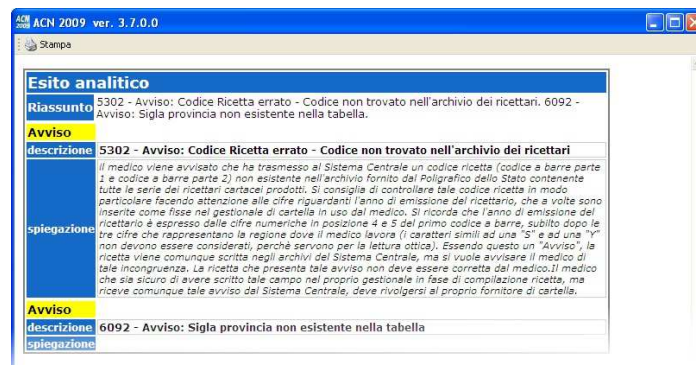 ACN 2009 ver. 3.7.0.0
Stampa
Esito analitico
Riassunto 5302 - Avviso: Codice Ricetta errato - Codice non trovato nell'archivio dei ricettari. 6092 -
Avviso: Sigla provincia non esistente nella tabella.
Avviso
descrizione 5302 - Avviso: Codice Ricetta errato - Codice non trovato nell'archivio dei ricettari
Il medico viene avvisato che ha trasmesso al Sistema Centrale un codice ricetta (codice a barre parte
1 e codice a barre parte 2) non esistente nell'archivio fornito dal Poligrafico dello Stato contenente
tutte le serie dei ricettari cartacei prodotti. Si consiglia di controllare tale codice ricetta in modo
particolare facendo attenzione alle cifre riguardanti l'anno di emissione del ricettario, che a volte sono
inserite come fisse nel gestionale di cartella in uso dal medico. Si ricorda che l'anno di emissione del
spiegazione ricettario è espresso dalle cifre numeriche in posizione 4 e 5 del primo codice a barre, subito dopo le
tre cifre che rappresentano la regione dove il medico lavora (i caratteri simili ad una "S" e ad una "Y"
non devono essere considerati, perchè servono per la lettura ottica). Essendo questo un "Avviso", la
ricetta viene comunque scritta negli archivi del Sistema Centrale, ma si vuole avvisare il medico di
tale incongruenza. La ricetta che presenta tale avviso non deve essere corretta dal medico.Il medico
che sia sicuro di avere scritto tale campo nel proprio gestionale in fase di compilazione ricetta, ma
riceve comunque tale avviso dal Sistema Centrale, deve rivolgersi al proprio fornitore di cartella.
Avviso
descrizione 6092 - Avviso: Sigla provincia non esistente nella tabella
spiegazione